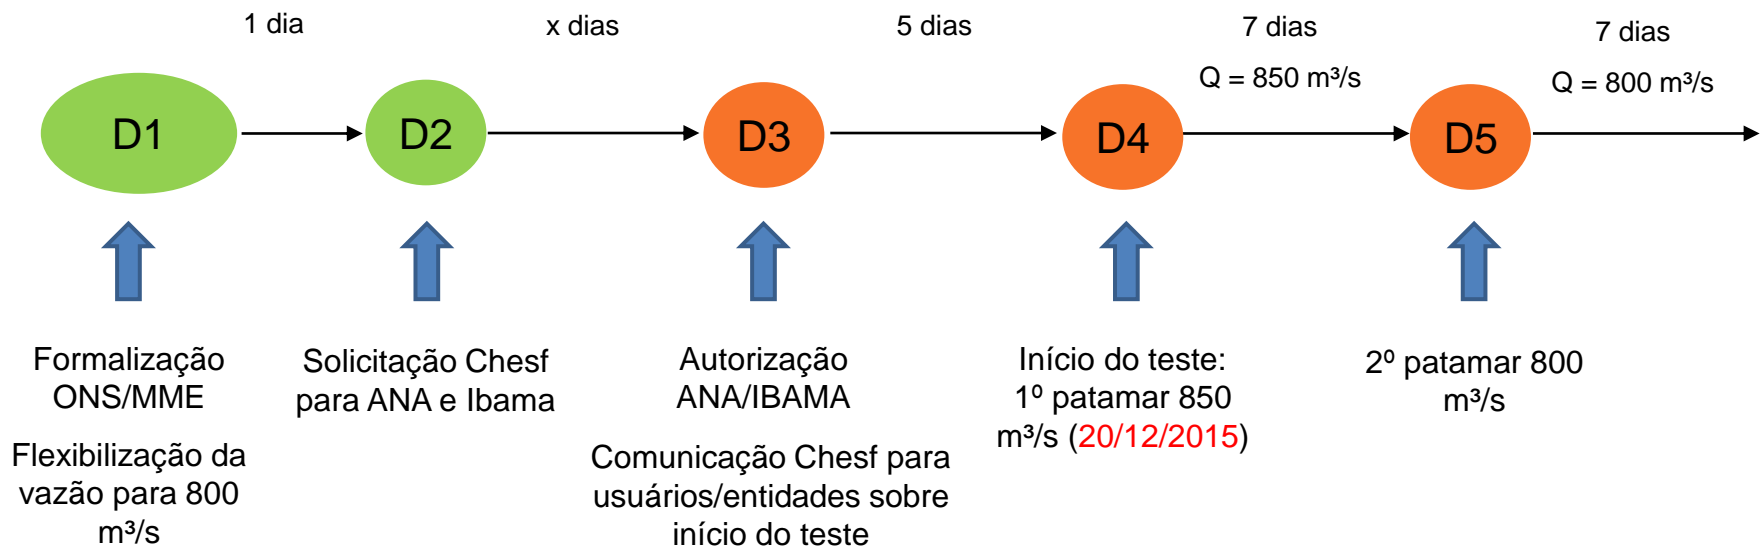 1 dia
x dias
5 dias
7 dias
7 dias
Q = 850 m³/s
Q = 800 m³/s
D1
D2
D3
D4
D5
Formalização
ONS/MME
Flexibilização da
vazão para 800
m³/s
Solicitação Chesf
para ANA e Ibama
Autorização
ANA/IBAMA
Comunicação Chesf para
usuários/entidades sobre
início do teste
Início do teste:
1º patamar 850
m³/s (20/12/2015)
2º patamar 800
m³/s